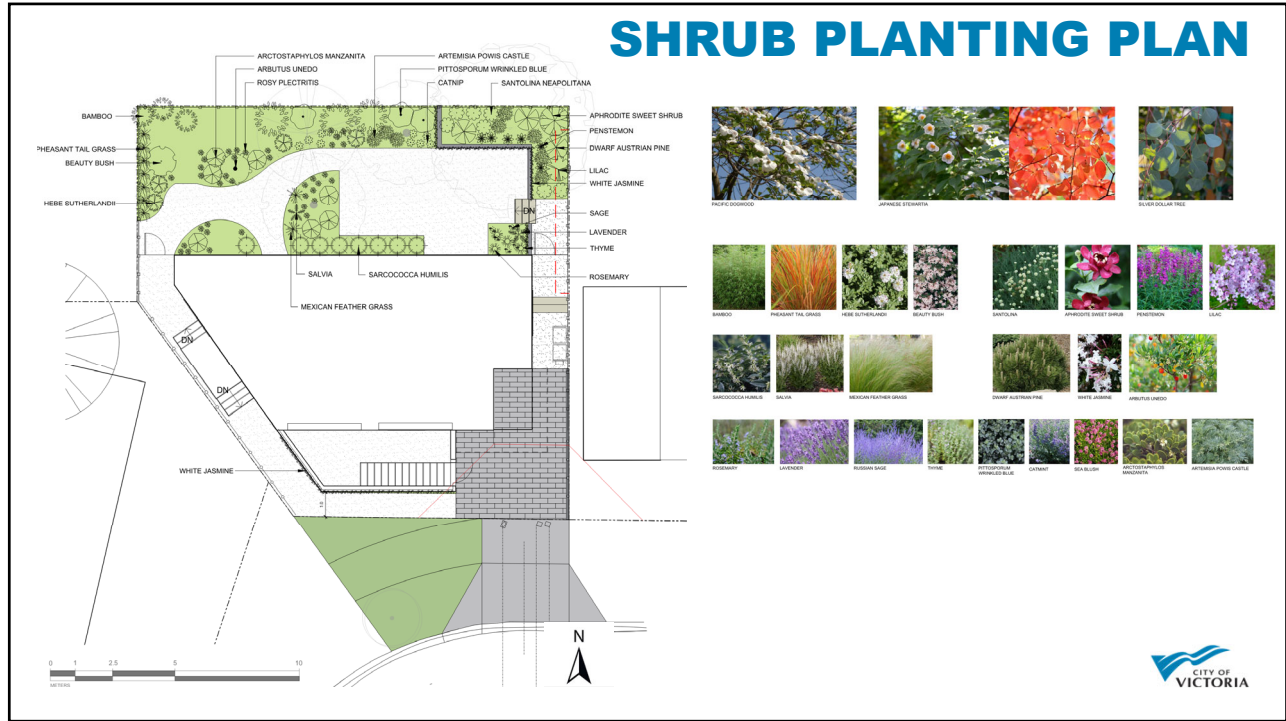 SHRUB PLANTING PLAN
ARCTOSTAPHYLOS MANZANITA
ARBUTUS UNEDO
ROSY PLECTRITIS
ARTEMISIA POWIS CASTLE
PITTOSPORUM WRINKLED BLUE
CATNIP
SANTOLINA NEAPOLITANA
BAMBOO
PHEASANT TAIL GRASS
BEAUTY BUSH
HEBE SUTHERLANDII
APHRODITE SWEET SHRUB
PENSTEMON
DWARF AUSTRIAN PINE
LILAC
WHITE JASMINE
DN
SAGE
LAVENDER
THYME
ROSEMARY
SALVIA
SARCOCOCCA HUMILIS
MEXICAN FEATHER GRASS
DN
DN
WHITE JASMINE
1.0
N
0 1 2.5 5 10
METERS
PACIFIC DOGWOOD
JAPANESE STEWARTIA
SILVER DOLLAR TREE
BAMBOO
PHEASANT TAIL GRASS
HEBE SUTHERLANDII
BEAUTY BUSH
SANTOLINA
APHRODITE SWEET SHRUB
PENSTEMON
LILAC
SARCOCOCCA HUMILIS
SALVIA
MEXICAN FEATHER GRASS
DWARF AUSTRIAN PINE
WHITE JASMINE
ARBUTUS UNEDO
ROSEMARY
LAVENDER
RUSSIAN SAGE
THYME
PITTOSPORUM
WRINKLED BLUE
CATMINT
SEA BLUSH
ARCTOSTAPHYLOS
MANZANITA
ARTEMISIA POWIS CASTLE
CITY OF
VICTORIA